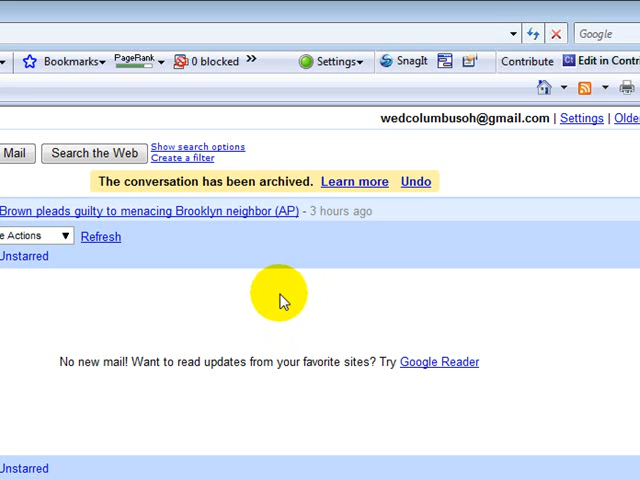 Google
Bookmarks PageRank 0 blocked » Settings SnagIt Contribute Ct Edit in Contri
wedcolumbusoh@gmail.com | Settings | Older
Mail Search the Web Show search options
Create a filter
The conversation has been archived. Learn more Undo
Brown pleads guilty to menacing Brooklyn neighbor (AP) - 3 hours ago
e Actions Refresh
Unstarred
No new mail! Want to read updates from your favorite sites? Try Google Reader
Unstarred